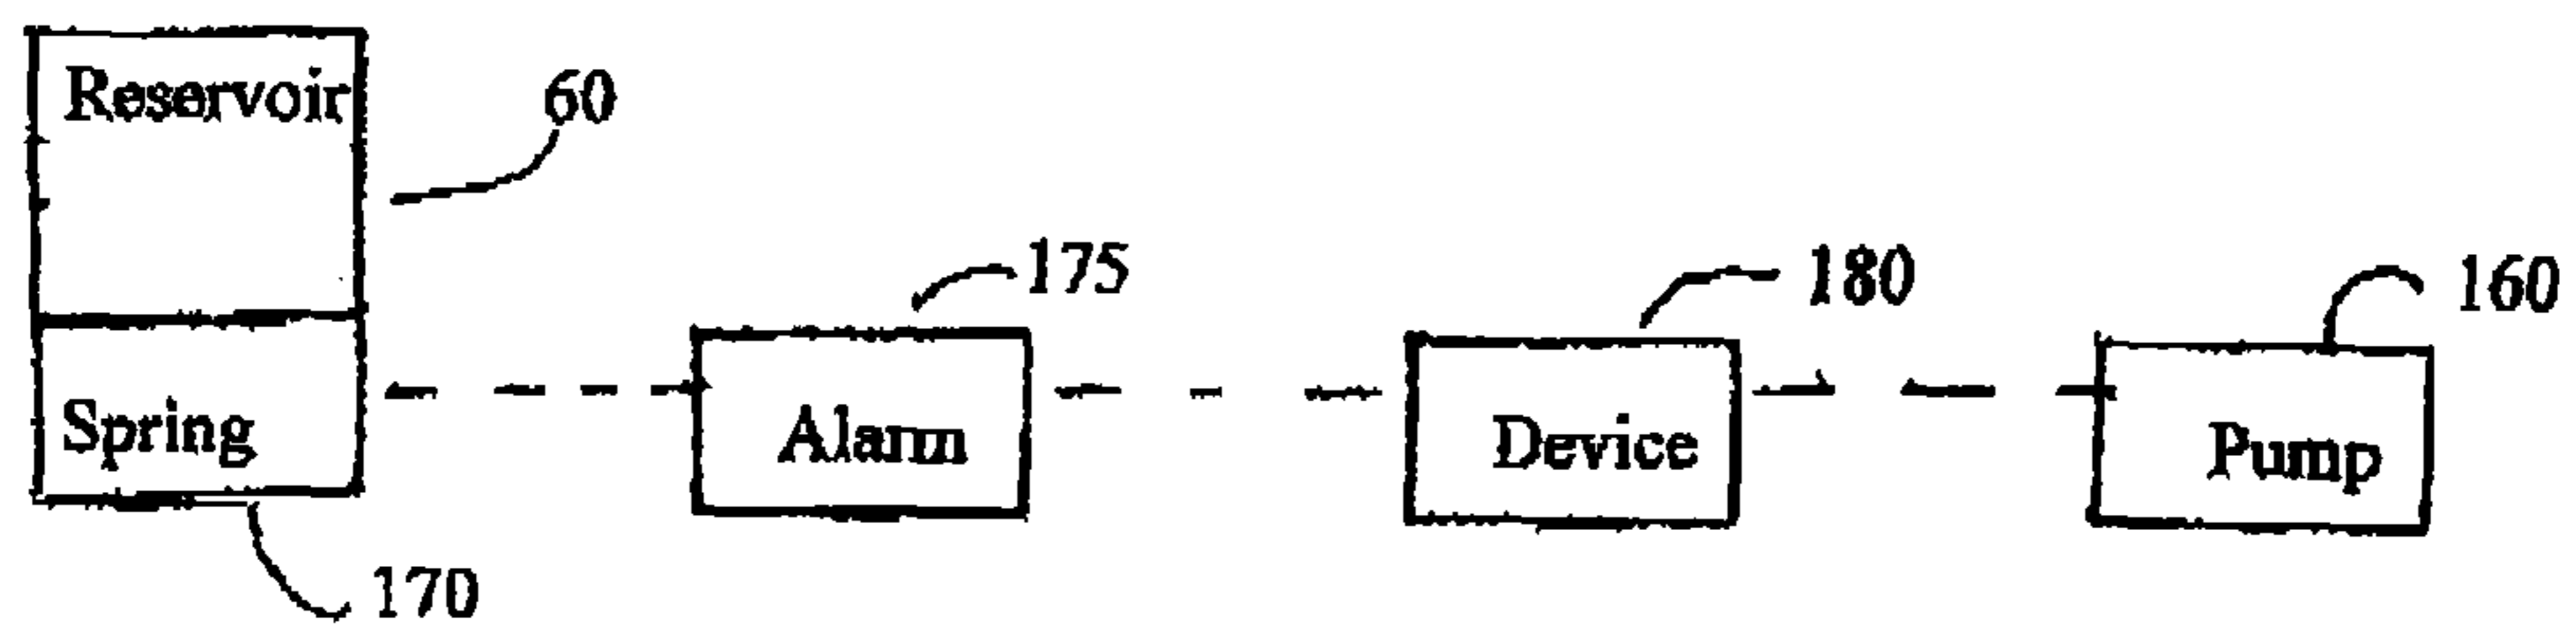 Reservoir
60
175
180
160
Spring
Alarm
Device
Pump
170